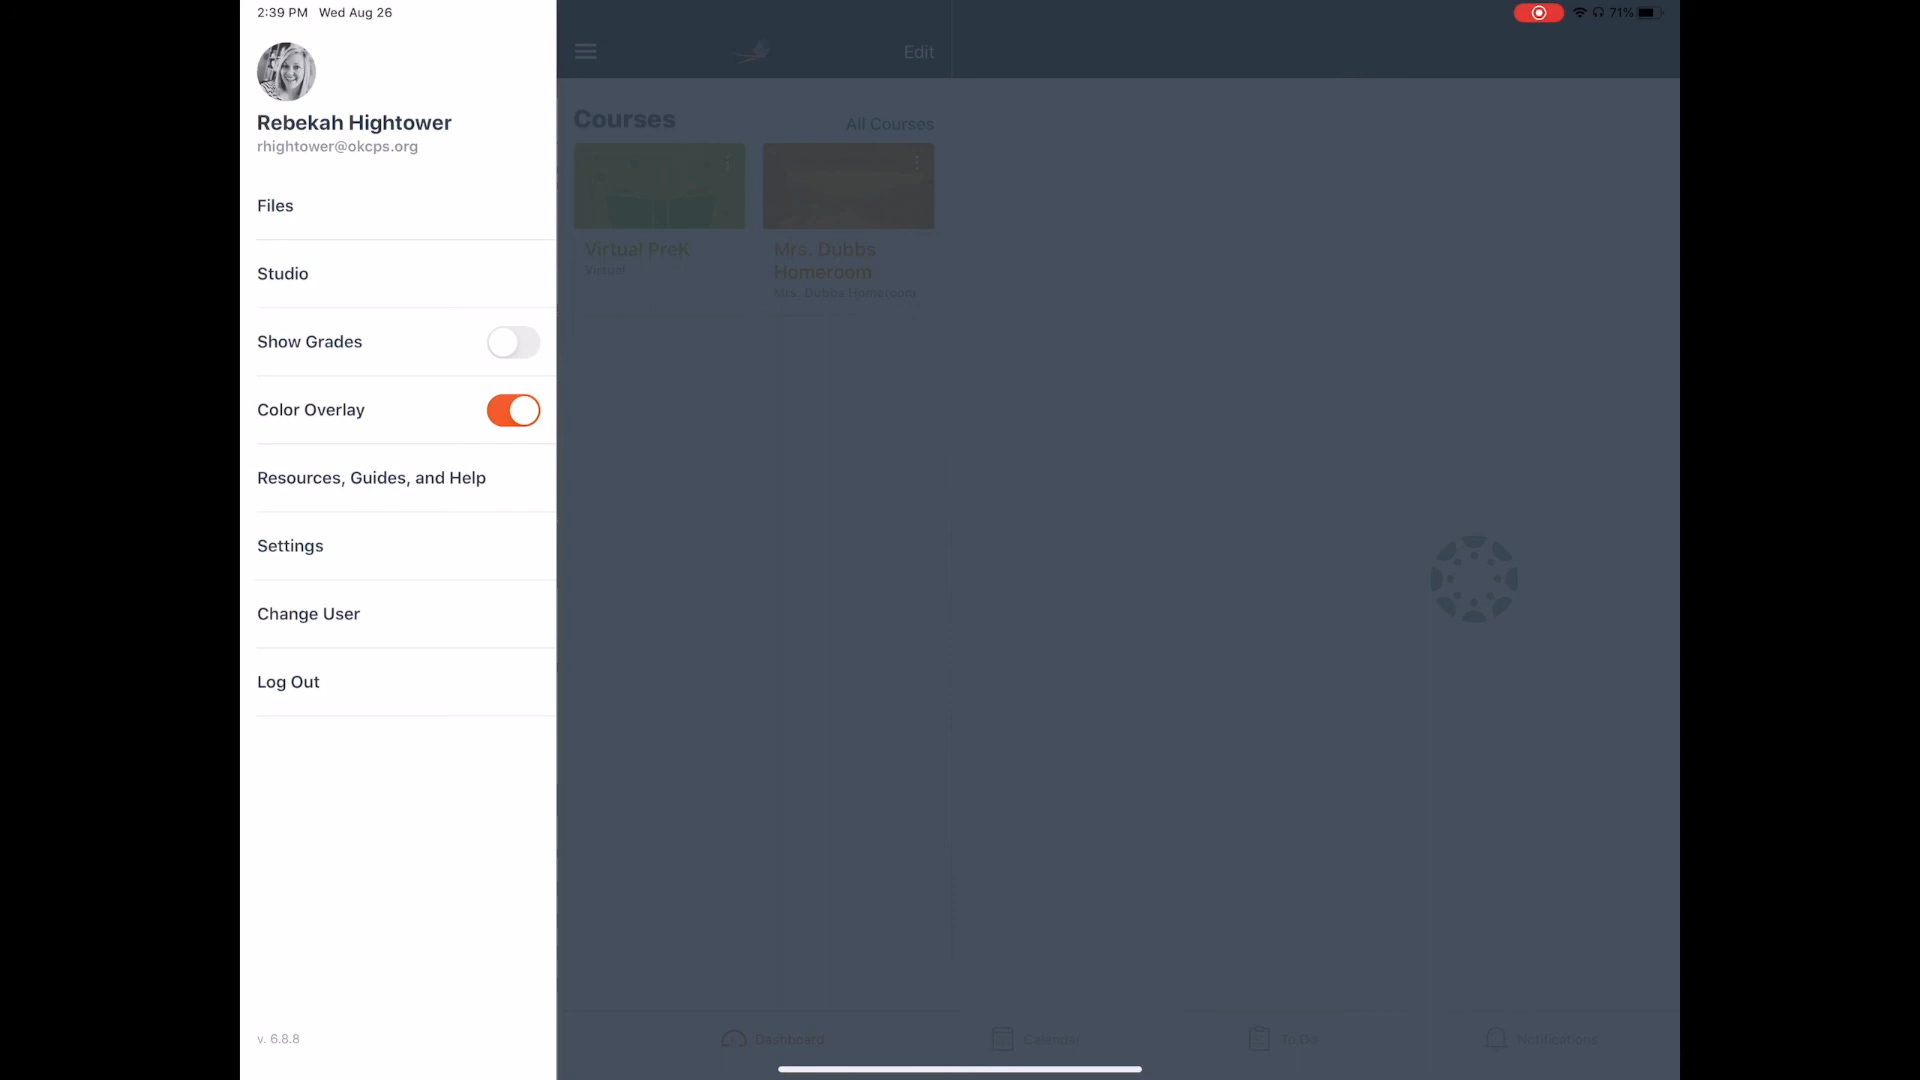 2:39 PM Wed Aug 26
71%
Rebekah Hightower
rhightower@okcps.org
Files
Studio
Show Grades
Color Overlay
Resources, Guides, and Help
Settings
Change User
Log Out
v. 6.8.8
Edit
Courses
All Courses
Virtual PreK
Virtual
Mrs. Dubbs
Homeroom
Mrs. Dubbs Homeroom
Dashboard
Calendar
To Do
Notifications